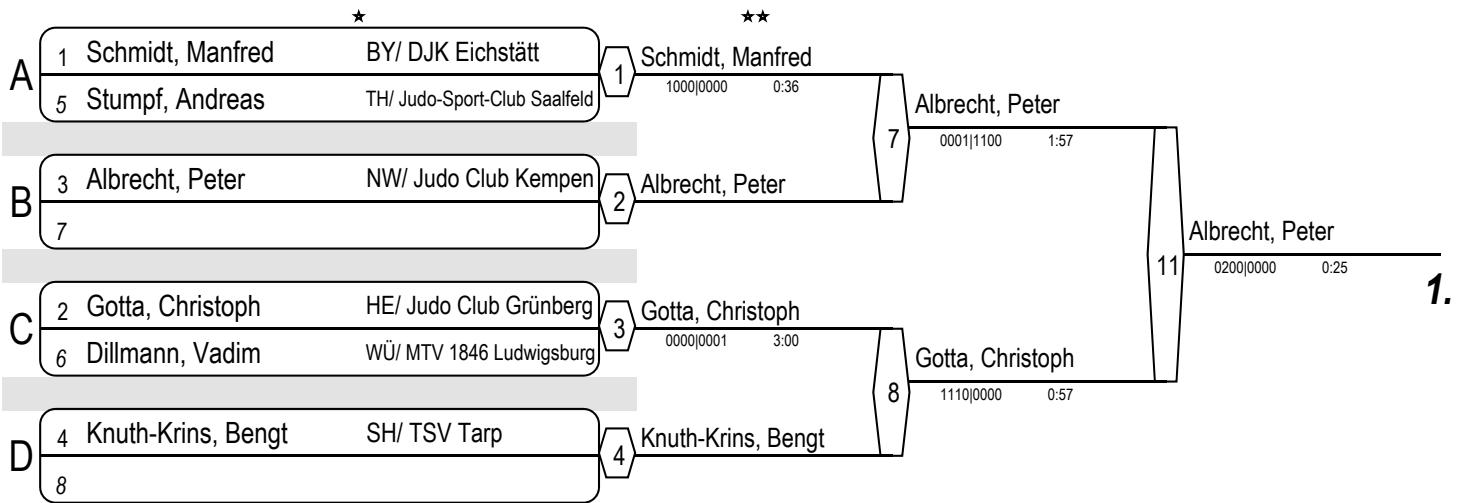 ★ ★★
A 1 Schmidt, Manfred BY/ DJK Eichstätt
5 Stumpf, Andreas TH/ Judo-Sport-Club Saalfeld
1 Schmidt, Manfred
1000|0000 0:36
B 3 Albrecht, Peter NW/ Judo Club Kempen
7
2 Albrecht, Peter
7 Albrecht, Peter
0001|1100 1:57
C 2 Gotta, Christoph HE/ Judo Club Grünberg
6 Dillmann, Vadim WÜ/ MTV 1846 Ludwigsburg
3 Gotta, Christoph
0000|0001 3:00
D 4 Knuth-Krins, Bengt SH/ TSV Tarp
8
4 Knuth-Krins, Bengt
8 Gotta, Christoph
1110|0000 0:57
11 Albrecht, Peter
0200|0000 0:25
1.